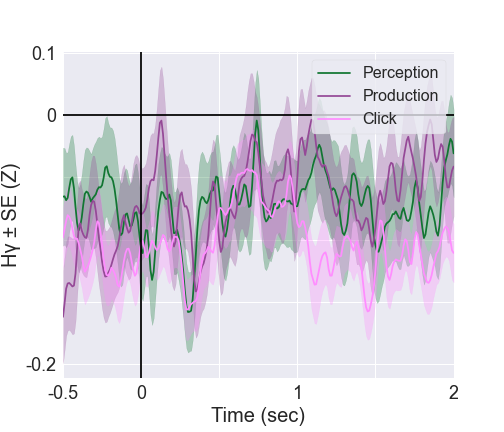 0.1
0
-0.2
Hγ ± SE (Z)
Perception
Production
Click
-0.5
0
1
2
Time (sec)